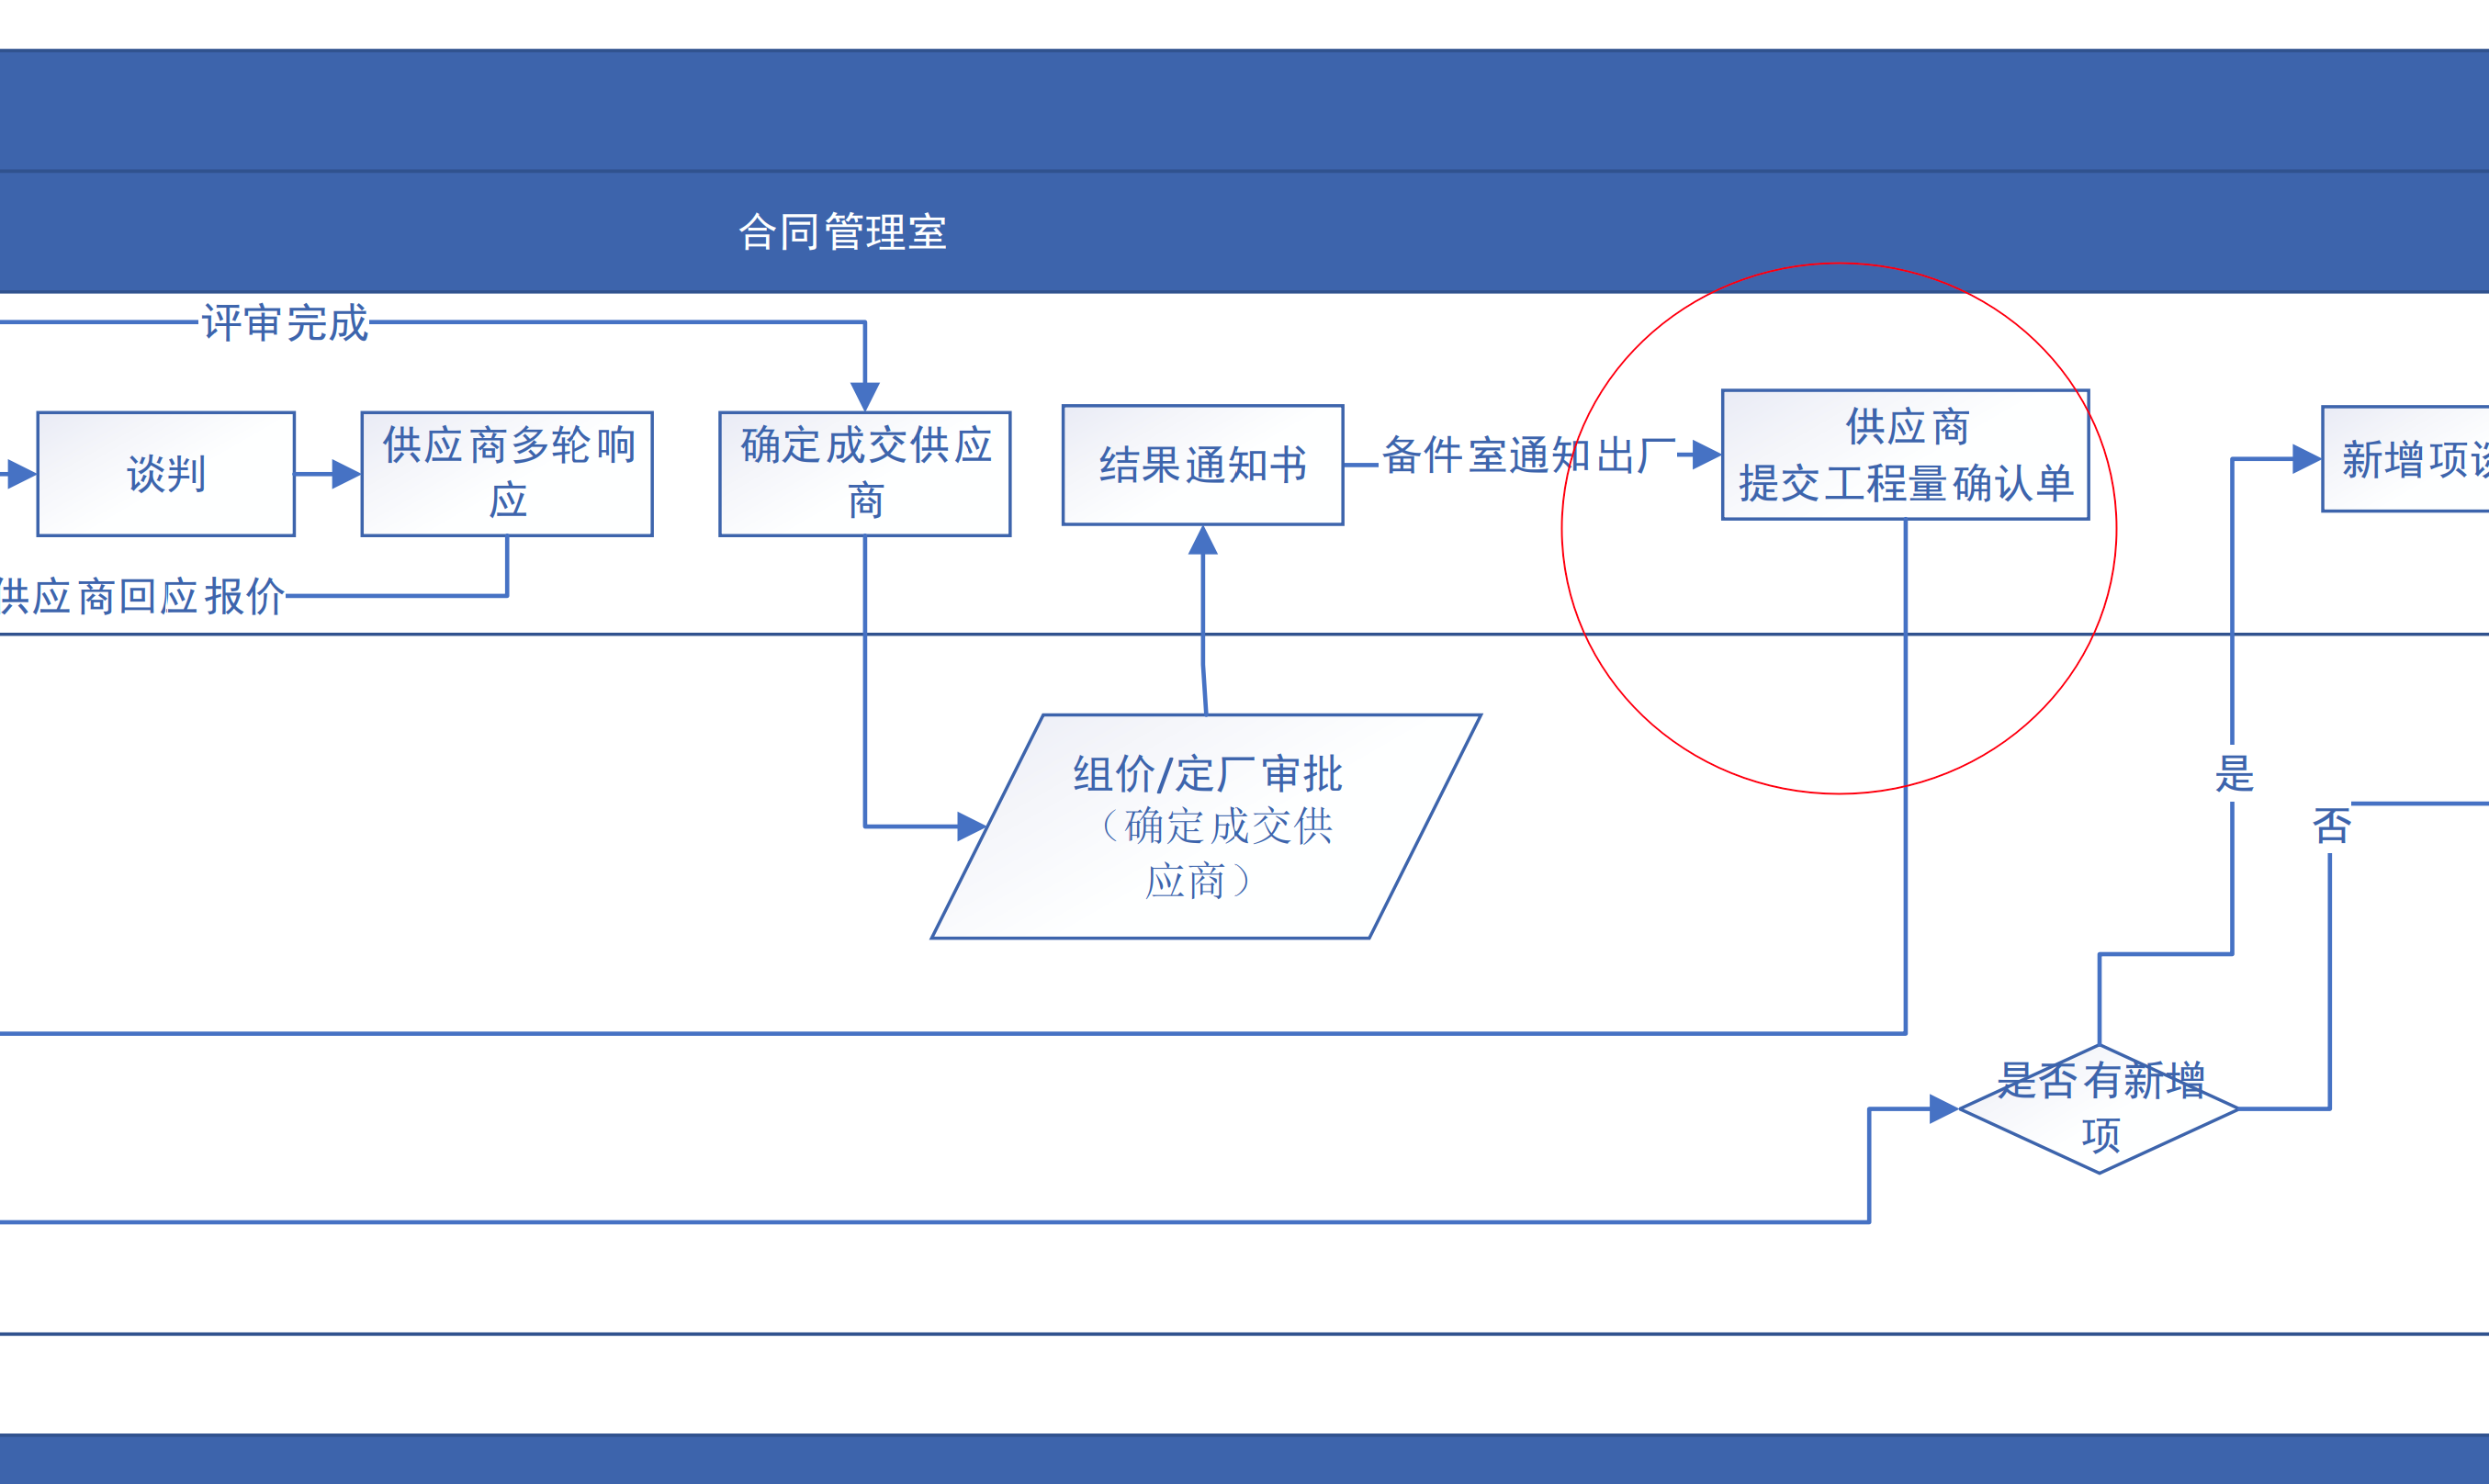 合同管理室
评审完成
谈判
供应商多轮响
应
确定成交供应
商
结果通知书
备件室通知出厂
供应商
提交工程量确认单
新增项谈
供应商回应报价
组价/定厂审批
（确定成交供
应商）
是
否
是否有新增
项